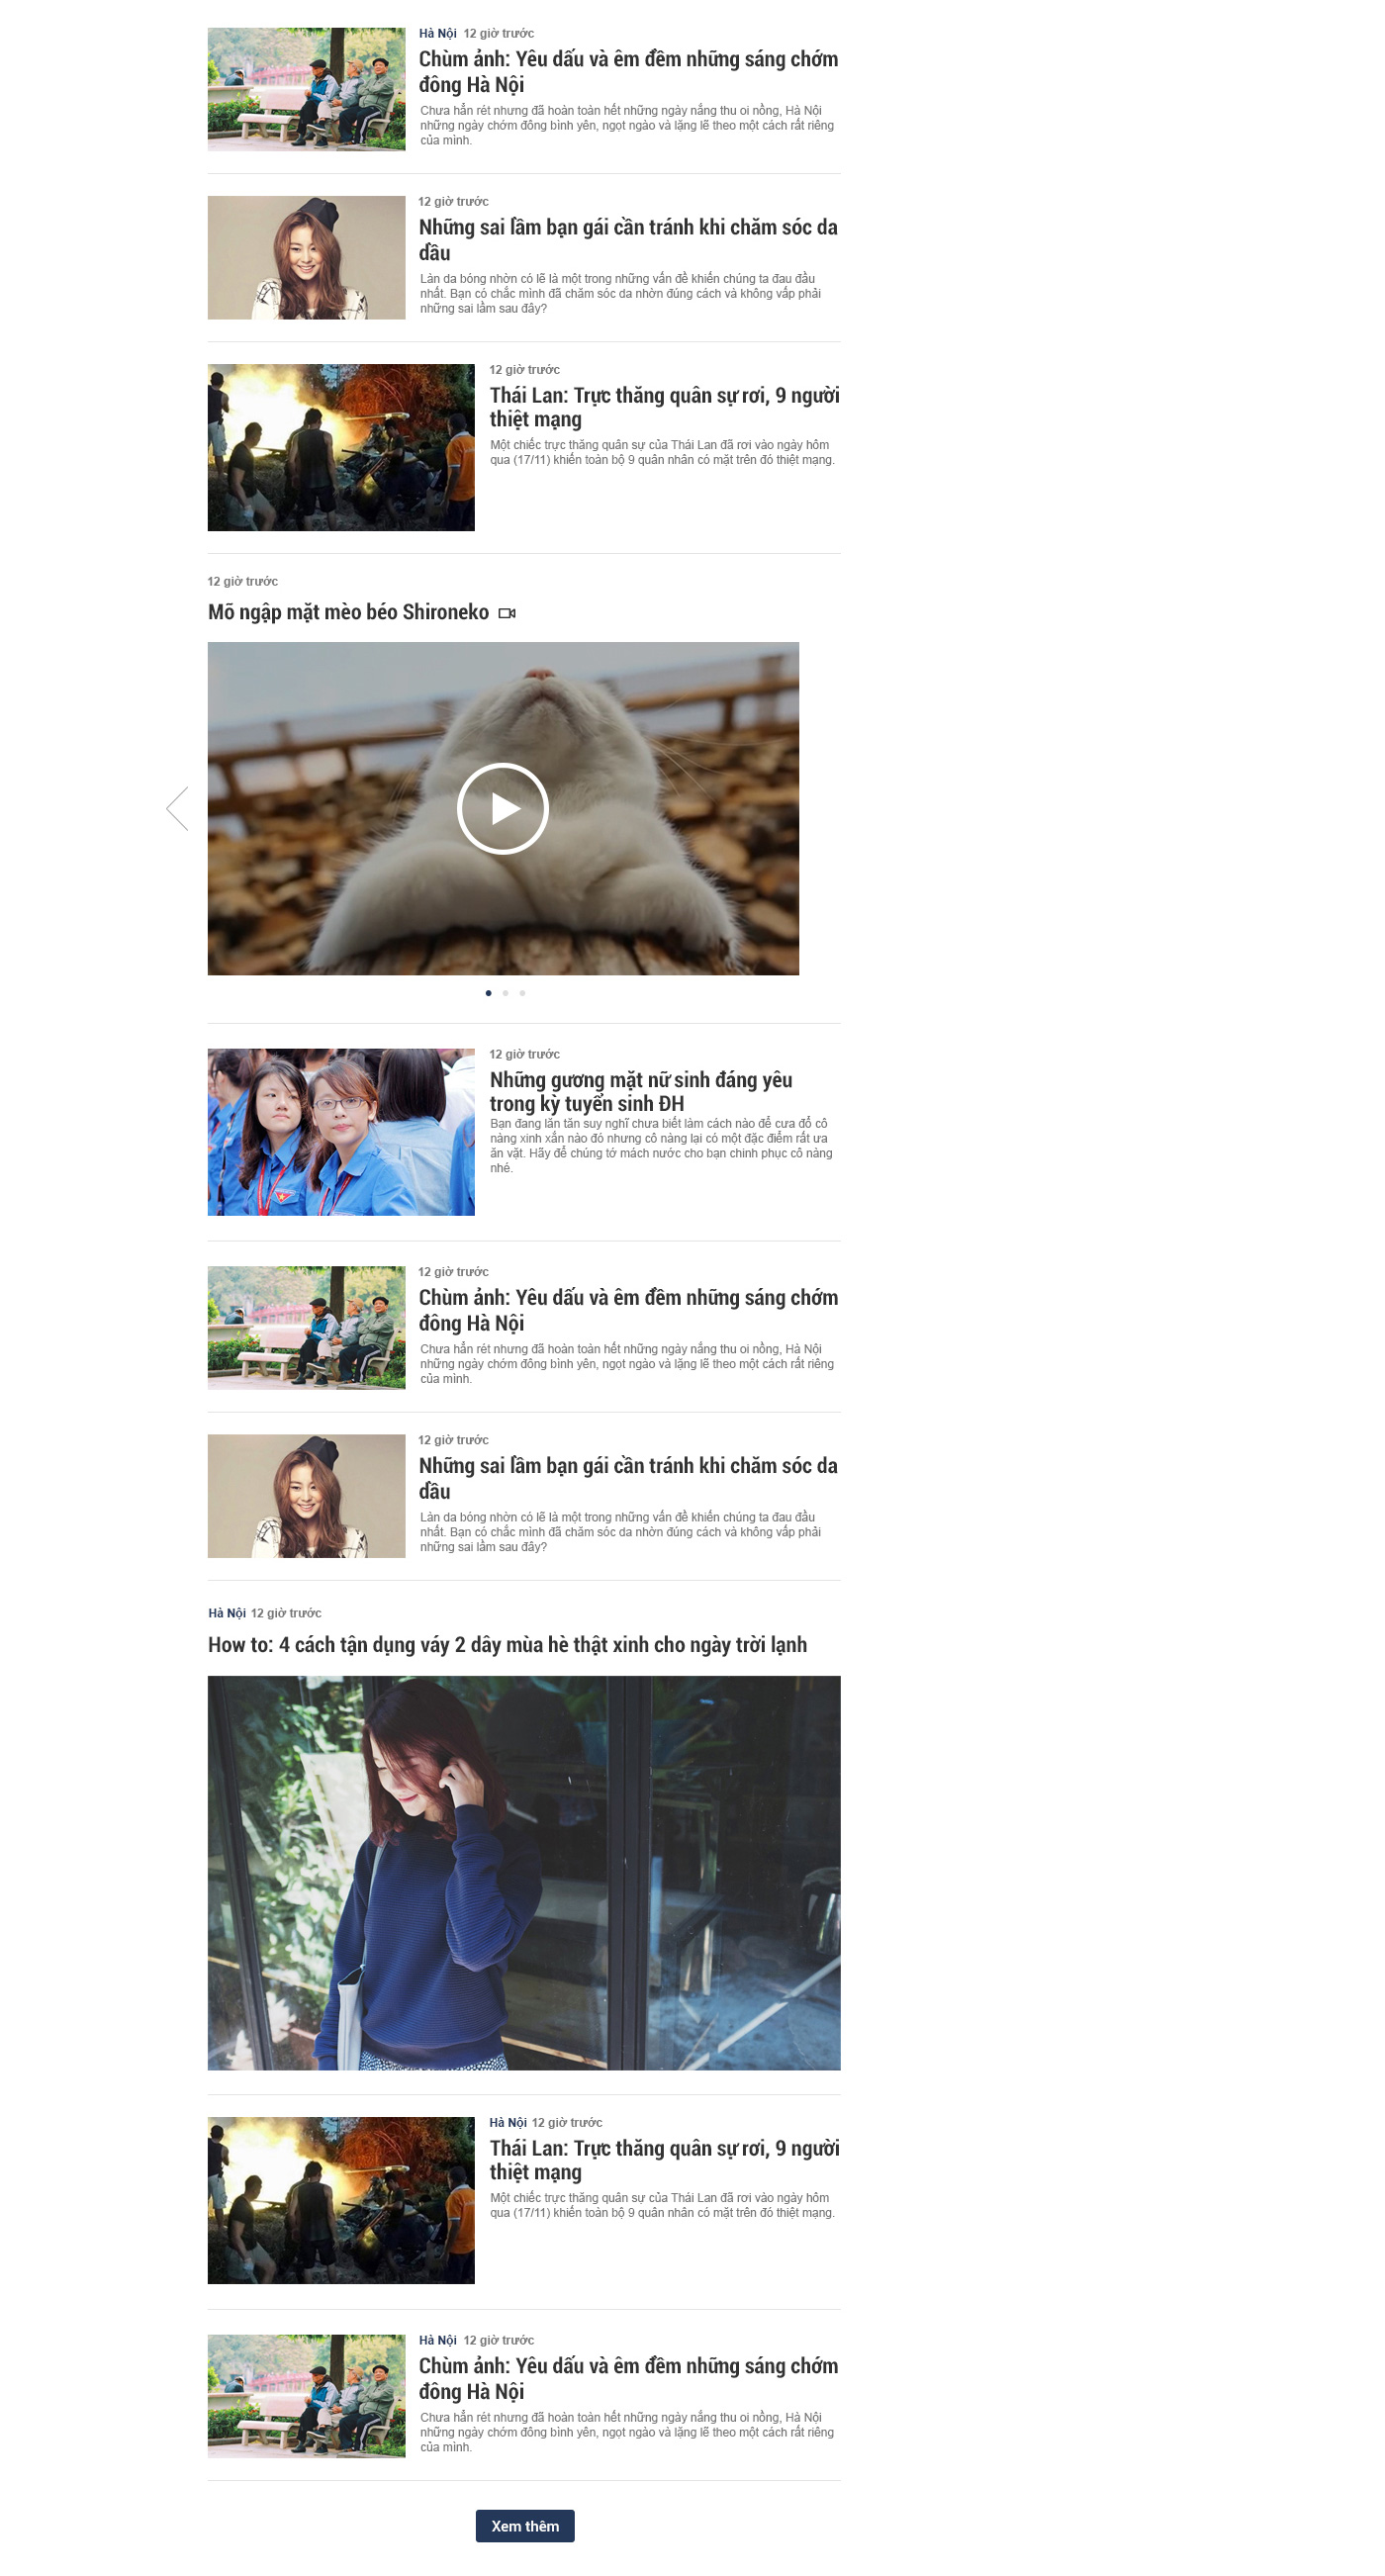 Hà Nội 12 giờ trước
Chùm ảnh: Yêu dấu và êm đềm những sáng chớm
đông Hà Nội
Chưa hẳn rét nhưng đã hoàn toàn hết những ngày nắng thu oi nồng, Hà Nội
những ngày chớm đông bình yên, ngọt ngào và lặng lẽ theo một cách rất riêng
của mình.
12 giờ trước
Những sai lầm bạn gái cần tránh khi chăm sóc da
dầu
Làn da bóng nhờn có lẽ là một trong những vấn đề khiến chúng ta đau đầu
nhất. Bạn có chắc mình đã chăm sóc da nhờn đúng cách và không vấp phải
những sai lầm sau đây?
12 giờ trước
Thái Lan: Trực thăng quân sự rơi, 9 người
thiệt mạng
Một chiếc trực thăng quân sự của Thái Lan đã rơi vào ngày hôm
qua (17/11) khiến toàn bộ 9 quân nhân có mặt trên đó thiệt mạng.
12 giờ trước
Mõ ngập mặt mèo béo Shironeko
12 giờ trước
Những gương mặt nữ sinh đáng yêu
trong kỳ tuyển sinh ĐH
Bạn đang lăn tăn suy nghĩ chưa biết làm cách nào để cưa đổ cô
nàng xinh xắn nào đó nhưng cô nàng lại có một đặc điểm rất ưa
ăn vặt. Hãy để chúng tớ mách nước cho bạn chinh phục cô nàng
nhé.
12 giờ trước
Chùm ảnh: Yêu dấu và êm đềm những sáng chớm
đông Hà Nội
Chưa hẳn rét nhưng đã hoàn toàn hết những ngày nắng thu oi nồng, Hà Nội
những ngày chớm đông bình yên, ngọt ngào và lặng lẽ theo một cách rất riêng
của mình.
12 giờ trước
Những sai lầm bạn gái cần tránh khi chăm sóc da
dầu
Làn da bóng nhờn có lẽ là một trong những vấn đề khiến chúng ta đau đầu
nhất. Bạn có chắc mình đã chăm sóc da nhờn đúng cách và không vấp phải
những sai lầm sau đây?
Hà Nội 12 giờ trước
How to: 4 cách tận dụng váy 2 dây mùa hè thật xinh cho ngày trời lạnh
Hà Nội 12 giờ trước
Thái Lan: Trực thăng quân sự rơi, 9 người
thiệt mạng
Một chiếc trực thăng quân sự của Thái Lan đã rơi vào ngày hôm
qua (17/11) khiến toàn bộ 9 quân nhân có mặt trên đó thiệt mạng.
Hà Nội 12 giờ trước
Chùm ảnh: Yêu dấu và êm đềm những sáng chớm
đông Hà Nội
Chưa hẳn rét nhưng đã hoàn toàn hết những ngày nắng thu oi nồng, Hà Nội
những ngày chớm đông bình yên, ngọt ngào và lặng lẽ theo một cách rất riêng
của mình.
Xem thêm